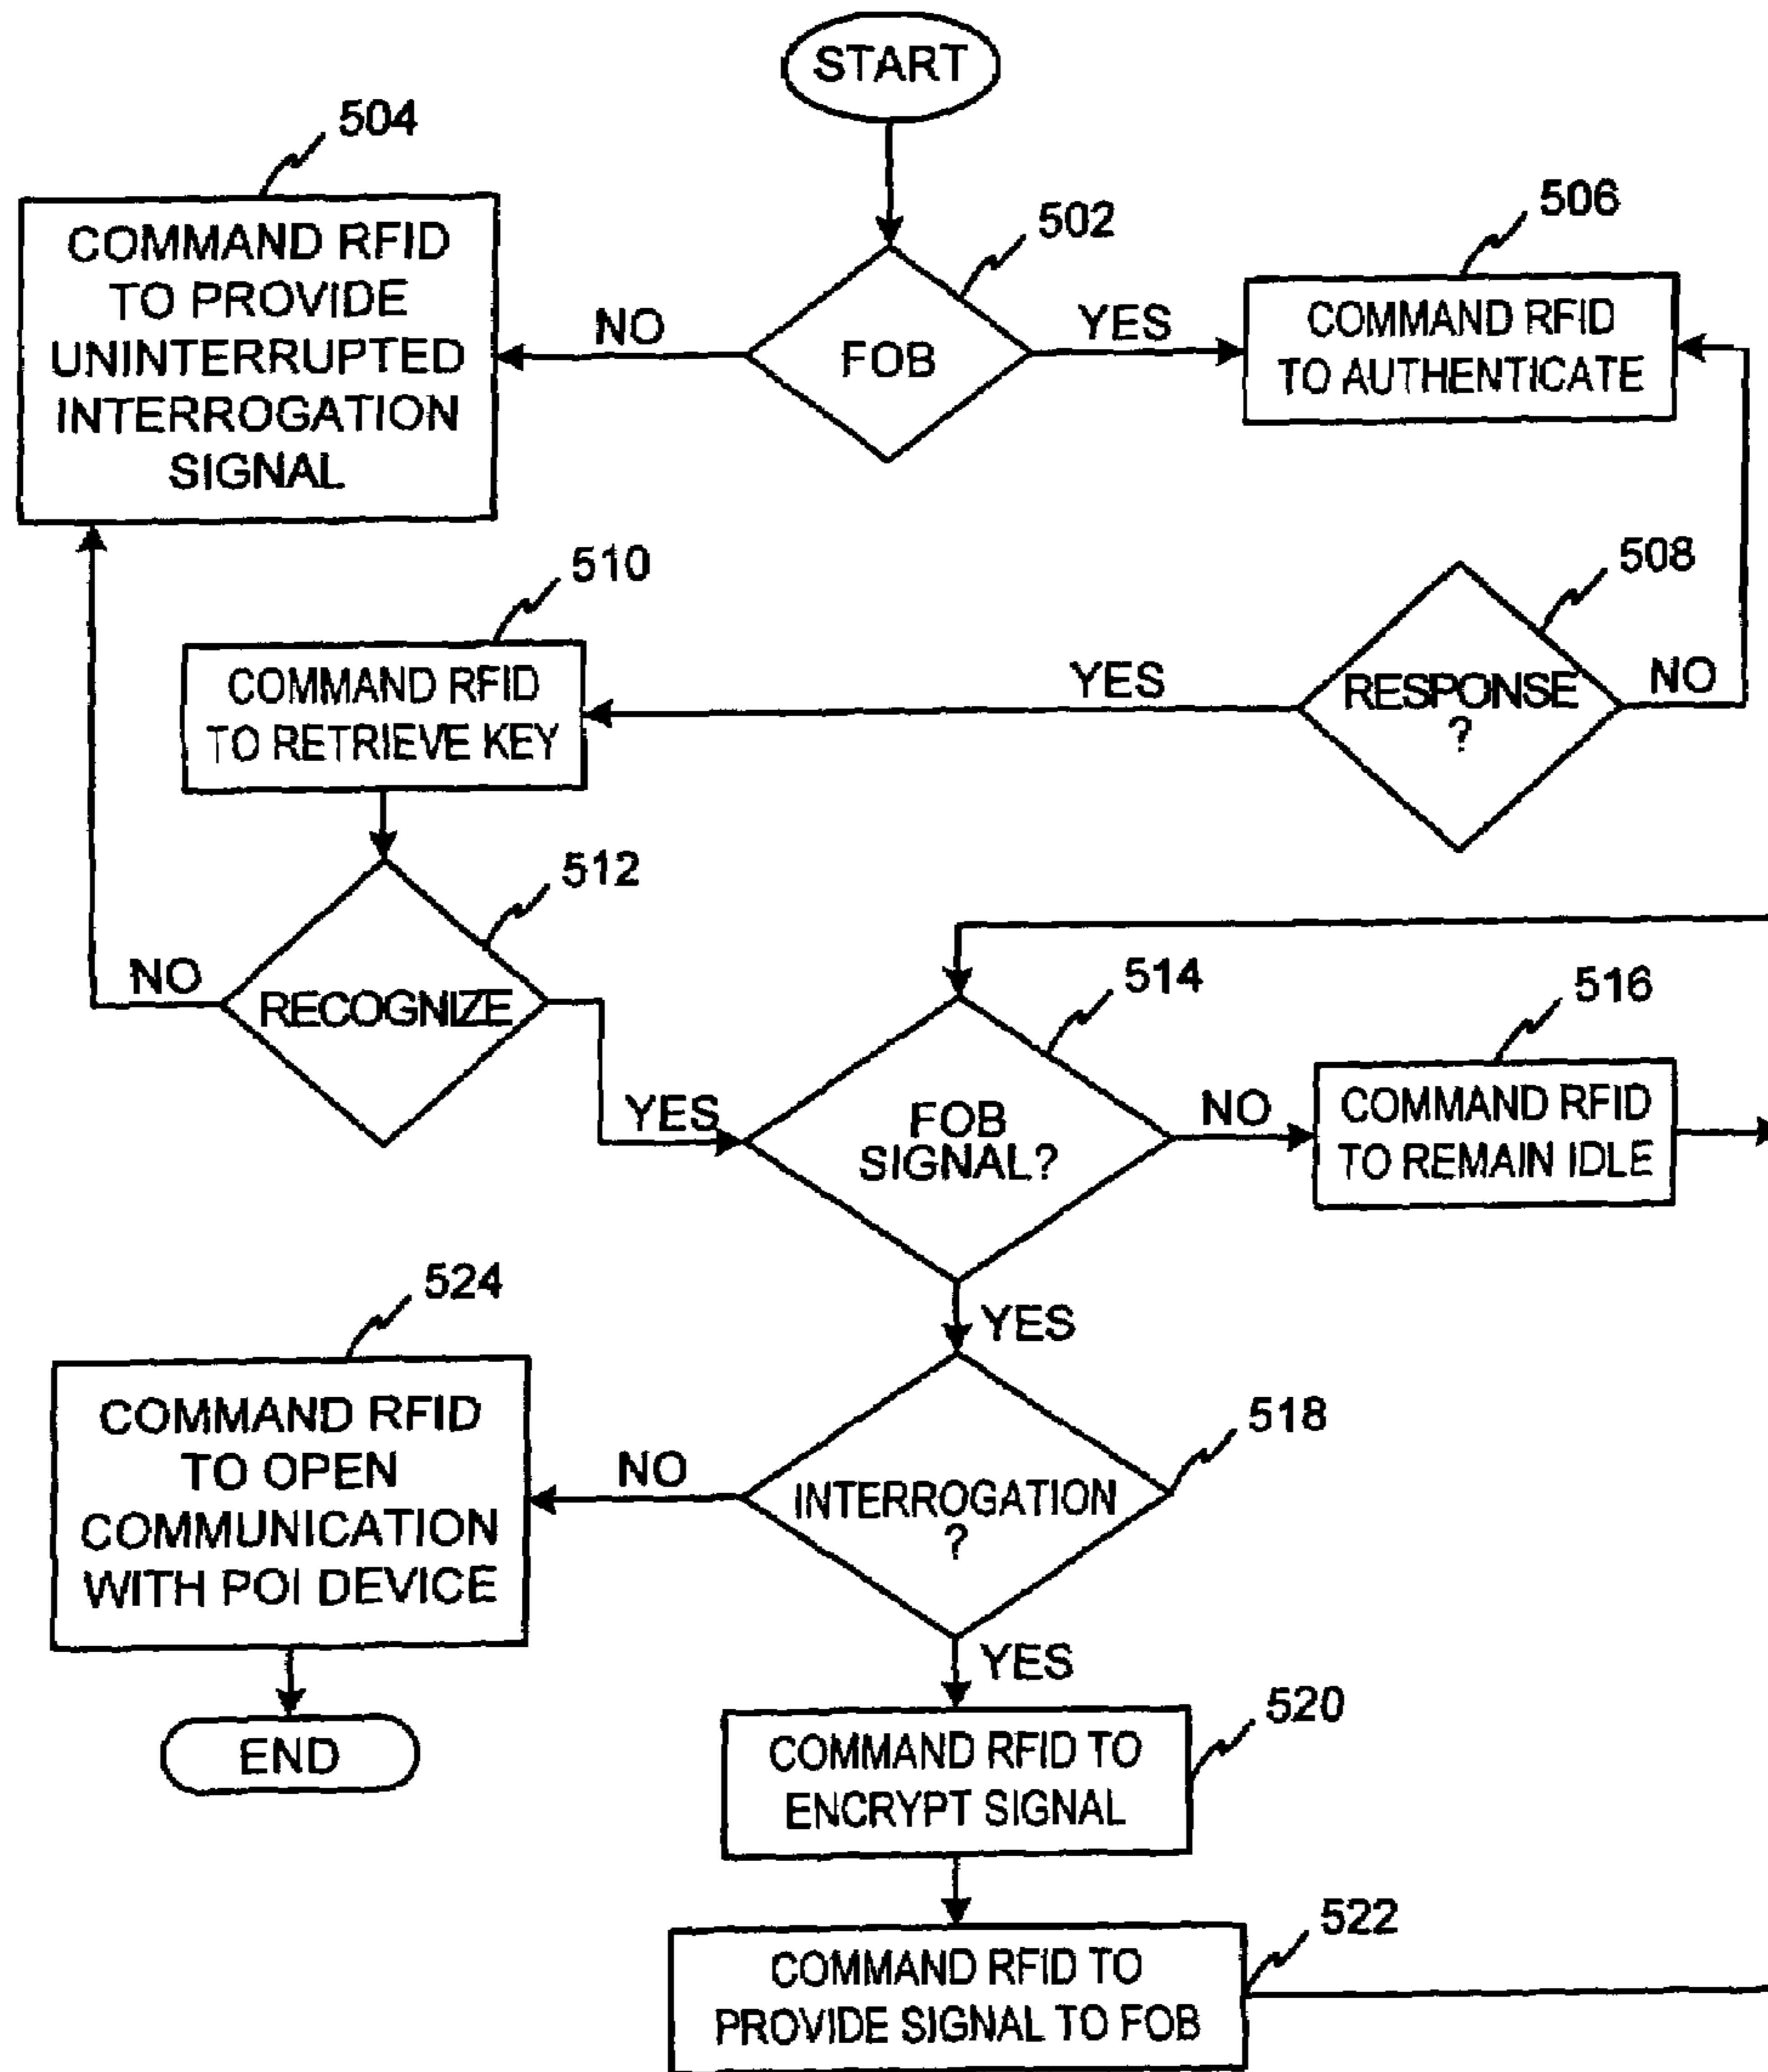 START
504
COMMAND RFID
TO PROVIDE
UNINTERRUPTED
INTERROGATION
SIGNAL
NO
502
FOB
YES
506
COMMAND RFID
TO AUTHENTICATE
510
COMMAND RFID
TO RETRIEVE KEY
YES
508
RESPONSE
?
NO
512
NO
RECOGNIZE
YES
514
FOB
SIGNAL?
NO
516
COMMAND RFID
TO REMAIN IDLE
YES
524
COMMAND RFID
TO OPEN
COMMUNICATION
WITH POI DEVICE
NO
518
INTERROGATION
?
YES
END
520
COMMAND RFID TO
ENCRYPT SIGNAL
522
COMMAND RFID TO
PROVIDE SIGNAL TO FOB